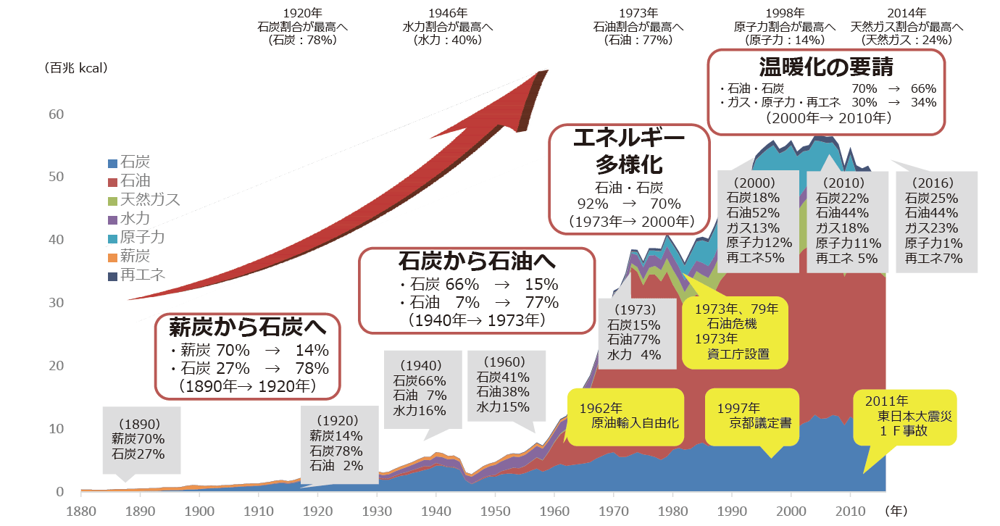 1920年
石炭割合が最高へ
（石炭：78%）
1946年
水力割合が最高へ
（水力：40%）
1973年
石油割合が最高へ
（石油：77%）
1998年
原子力割合が最高へ
（原子力：14%）
2014年
天然ガス割合が最高へ
（天然ガス：24%）
（百兆 kcal）
60
50
40
30
20
10
0
石炭
石油
天然ガス
水力
原子力
薪炭
再エネ
薪炭から石炭へ
・薪炭 70% → 14%
・石炭 27% → 78%
（1890年→ 1920年）
石炭から石油へ
・石炭 66% → 15%
・石油 7% → 77%
（1940年→ 1973年）
エネルギー
多様化
石油・石炭
92% → 70%
（1973年→ 2000年）
温暖化の要請
・石油・石炭 70% → 66%
・ガス・原子力・再エネ 30% → 34%
（2000年→ 2010年）
（1890）
薪炭70%
石炭27%
（1920）
薪炭14%
石炭78%
石油 2%
（1940）
石炭66%
石油 7%
水力16%
（1960）
石炭41%
石油38%
水力15%
（1973）
石炭15%
石油77%
水力 4%
（2000）
石炭18%
石油52%
ガス13%
原子力12%
再エネ5%
（2010）
石炭22%
石油44%
ガス18%
原子力11%
再エネ 5%
（2016）
石炭25%
石油44%
ガス23%
原子力1%
再エネ7%
1962年
原油輸入自由化
1973年、79年
石油危機
1973年
資工庁設置
1997年
京都議定書
2011年
東日本大震災
１Ｆ事故
1880 1890 1900 1910 1920 1930 1940 1950 1960 1970 1980 1990 2000 2010 （年）